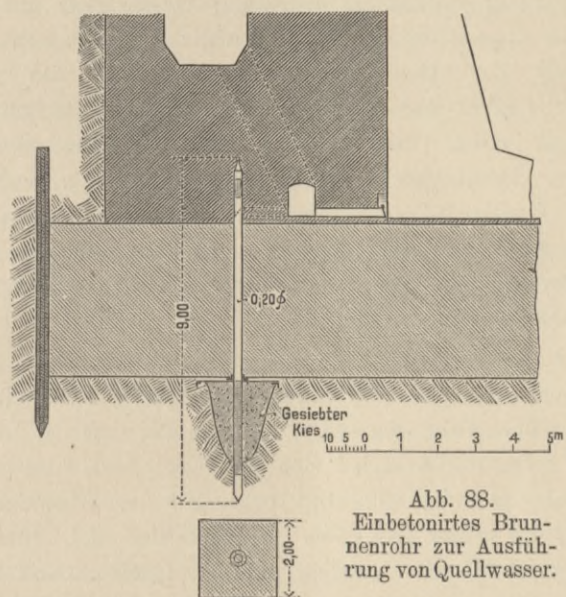 9,00
0,20 ϕ
Gesiebter
Kies
10 5 0 1 2 3 4 5m
2,00
Abb. 88.
Einbetonirtes Brun-
nenrohr zur Ausfüh-
rung von Quellwasser.